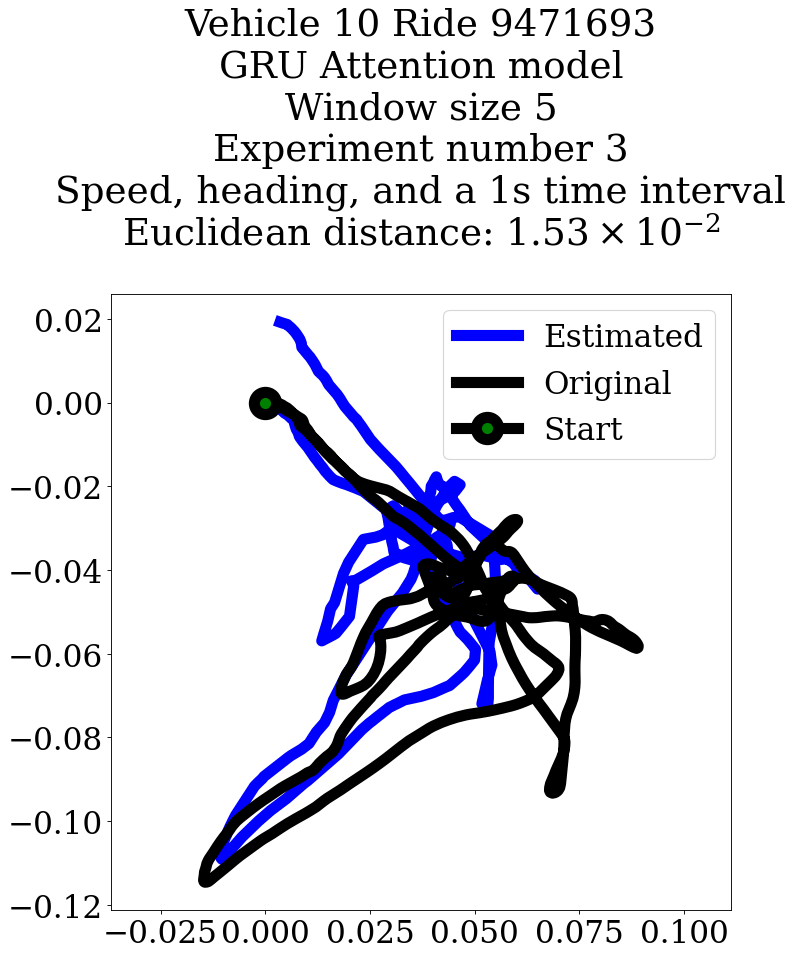 Vehicle 10 Ride 9471693
GRU Attention model
Window size 5
Experiment number 3
Speed, heading, and a 1s time interval
Euclidean distance: 1.53 × 10⁻²
Estimated
Original
Start
0.02
0.00
−0.02
−0.04
−0.06
−0.08
−0.10
−0.12
−0.025 0.000 0.025 0.050 0.075 0.100